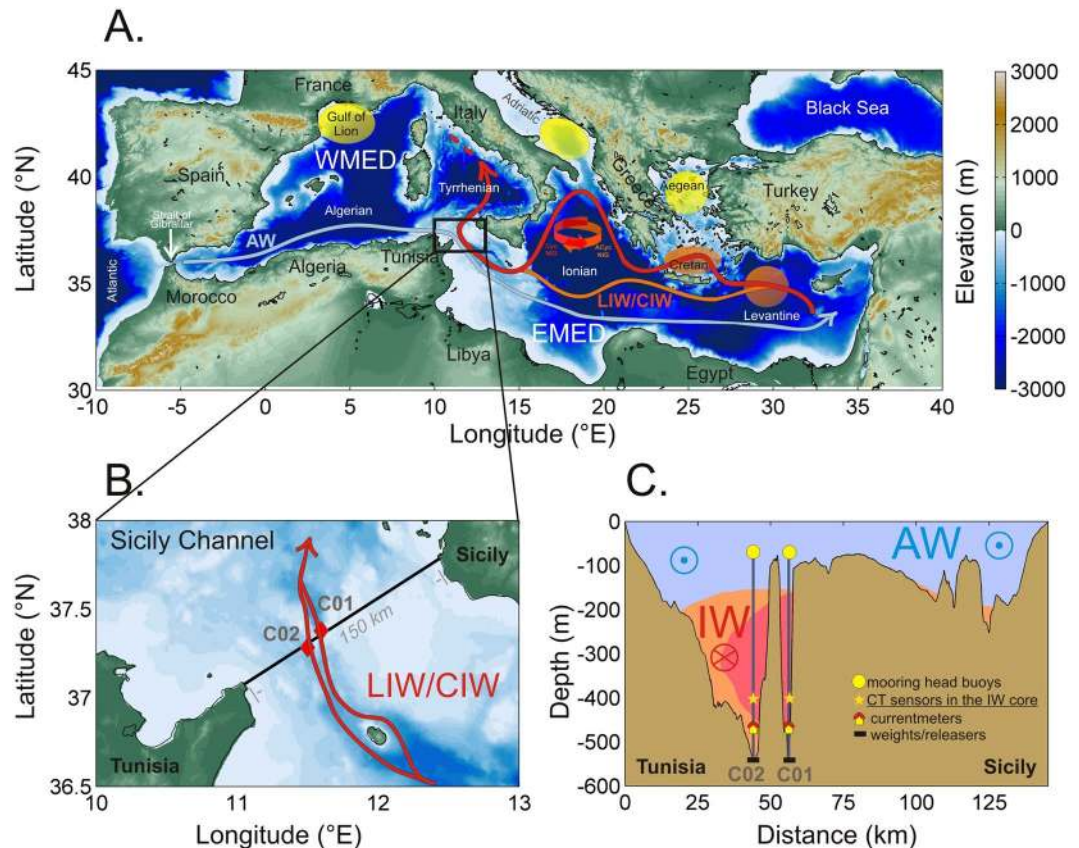 A.
45
40
35
30
Latitude (°N)
-10
-5
0
5
10
15
20
25
30
35
40
Longitude (°E)
France
Gulf of
Lion
WMED
Italy
Adriatic
Black Sea
Spain
Tyrrhenian
Greece
Aegean
Turkey
Strait of
Gibraltar
Algerian
AW
Atlantic
Morocco
Algeria
Tunisia
Ionian
Cretan
LIW/CIW
Levantine
EMED
Libya
Egypt
3000
2000
1000
0
-1000
-2000
-3000
Elevation (m)
B.
38
37.5
37
36.5
Latitude (°N)
10
11
12
13
Longitude (°E)
Sicily Channel
Sicily
C01
C02
150 km
LIW/CIW
Tunisia
C.
0
-100
-200
-300
-400
-500
-600
Depth (m)
AW
IW
mooring head buoys
CT sensors in the IW core
currentmeters
weights/releasers
Tunisia
C02
C01
Sicily
0
25
50
75
100
125
Distance (km)